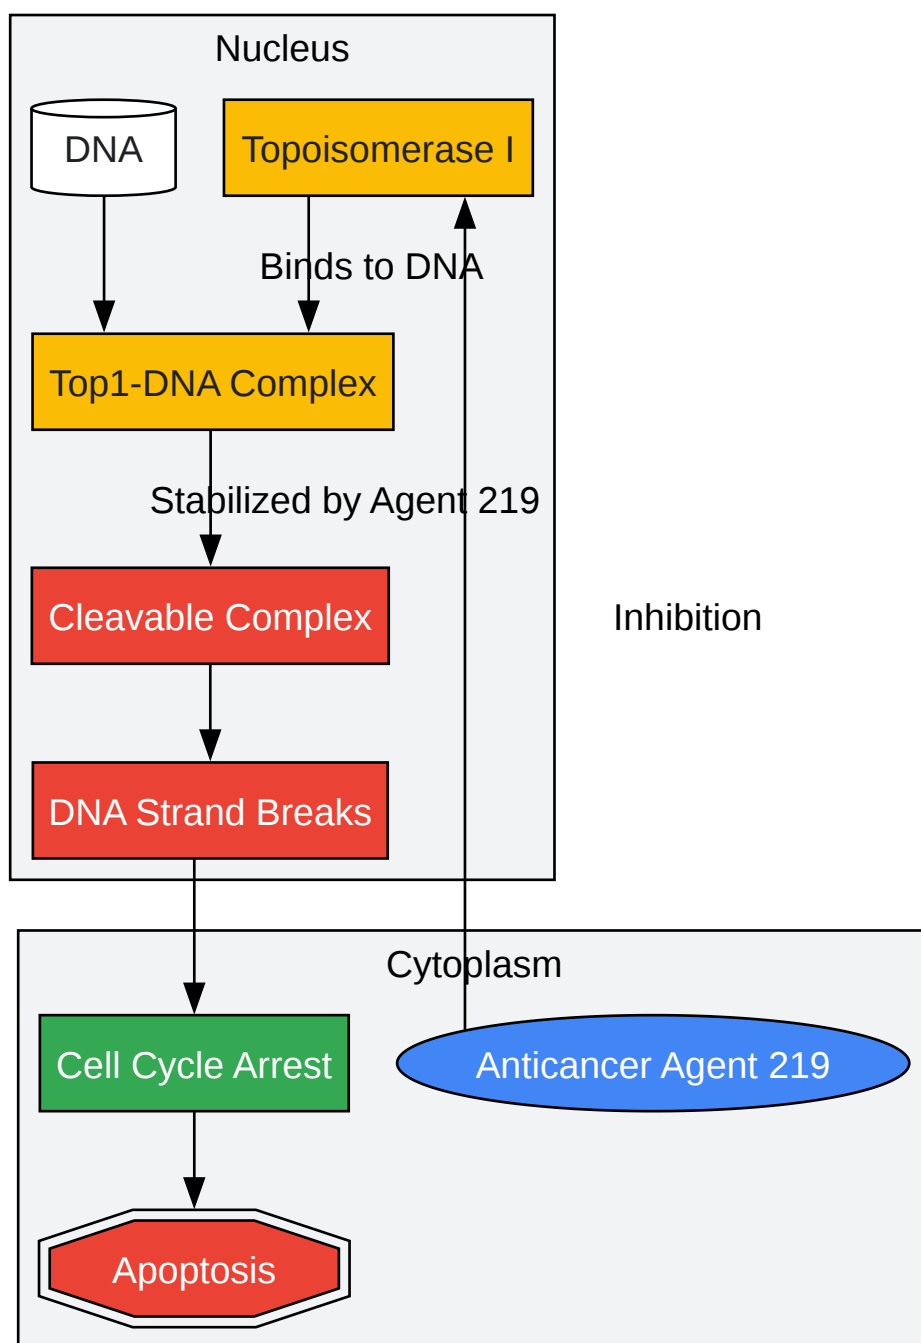 Nucleus
DNA
Topoisomerase I
Binds to DNA
Top1-DNA Complex
Stabilized by Agent 219
Cleavable Complex
Inhibition
DNA Strand Breaks
Cytoplasm
Cell Cycle Arrest
Anticancer Agent 219
Apoptosis